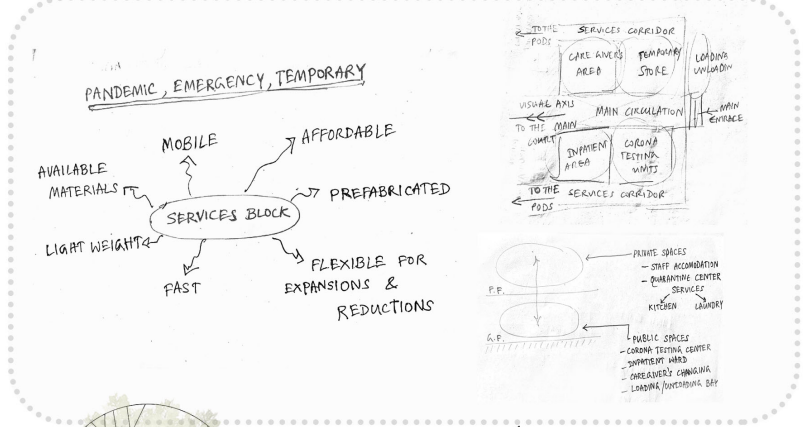 PANDEMIC, EMERGENCY, TEMPORARY
MOBILE
AFFORDABLE
AVAILABLE
MATERIALS
PREFABRICATED
SERVICES BLOCK
LIGHT WEIGHT
FAST
FLEXIBLE FOR
EXPANSIONS &
REDUCTIONS
TO THE
PODS
SERVICES CORRIDOR
CARE GIVER'S
AREA
TEMPORARY
STORE
LOADING
UNLOADIN
VISUAL AXIS
TO THE MAIN
COURT
MAIN CIRCULATION
MAIN
ENTRACE
INPATIENT
AREA
CORONA
TESTING
UNITS
TO THE
PODS
SERVICES CORRIDOR
F.F.
G.F.
PRIVATE SPACES
- STAFF ACCOMODATION
- QUARANTINE CENTER
SERVICES
KITCHEN LAUNDRY
PUBLIC SPACES
- CORONA TESTING CENTER
- INPATIENT WARD
- CAREGIVER'S CHANGING
- LOADING/UNLOADING BAY